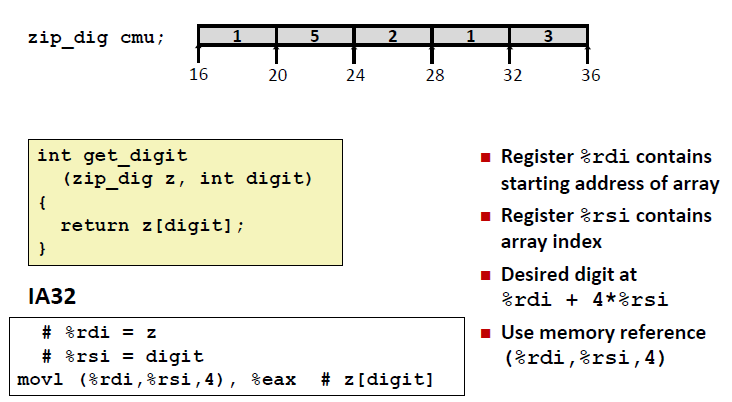 zip_dig cmu;
1 5 2 1 3
16 20 24 28 32 36
int get_digit
(zip_dig z, int digit)
{
return z[digit];
}
IA32
# %rdi = z
# %rsi = digit
movl (%rdi,%rsi,4), %eax # z[digit]
■ Register %rdi contains
starting address of array
■ Register %rsi contains
array index
■ Desired digit at
%rdi + 4*%rsi
■ Use memory reference
(%rdi,%rsi,4)